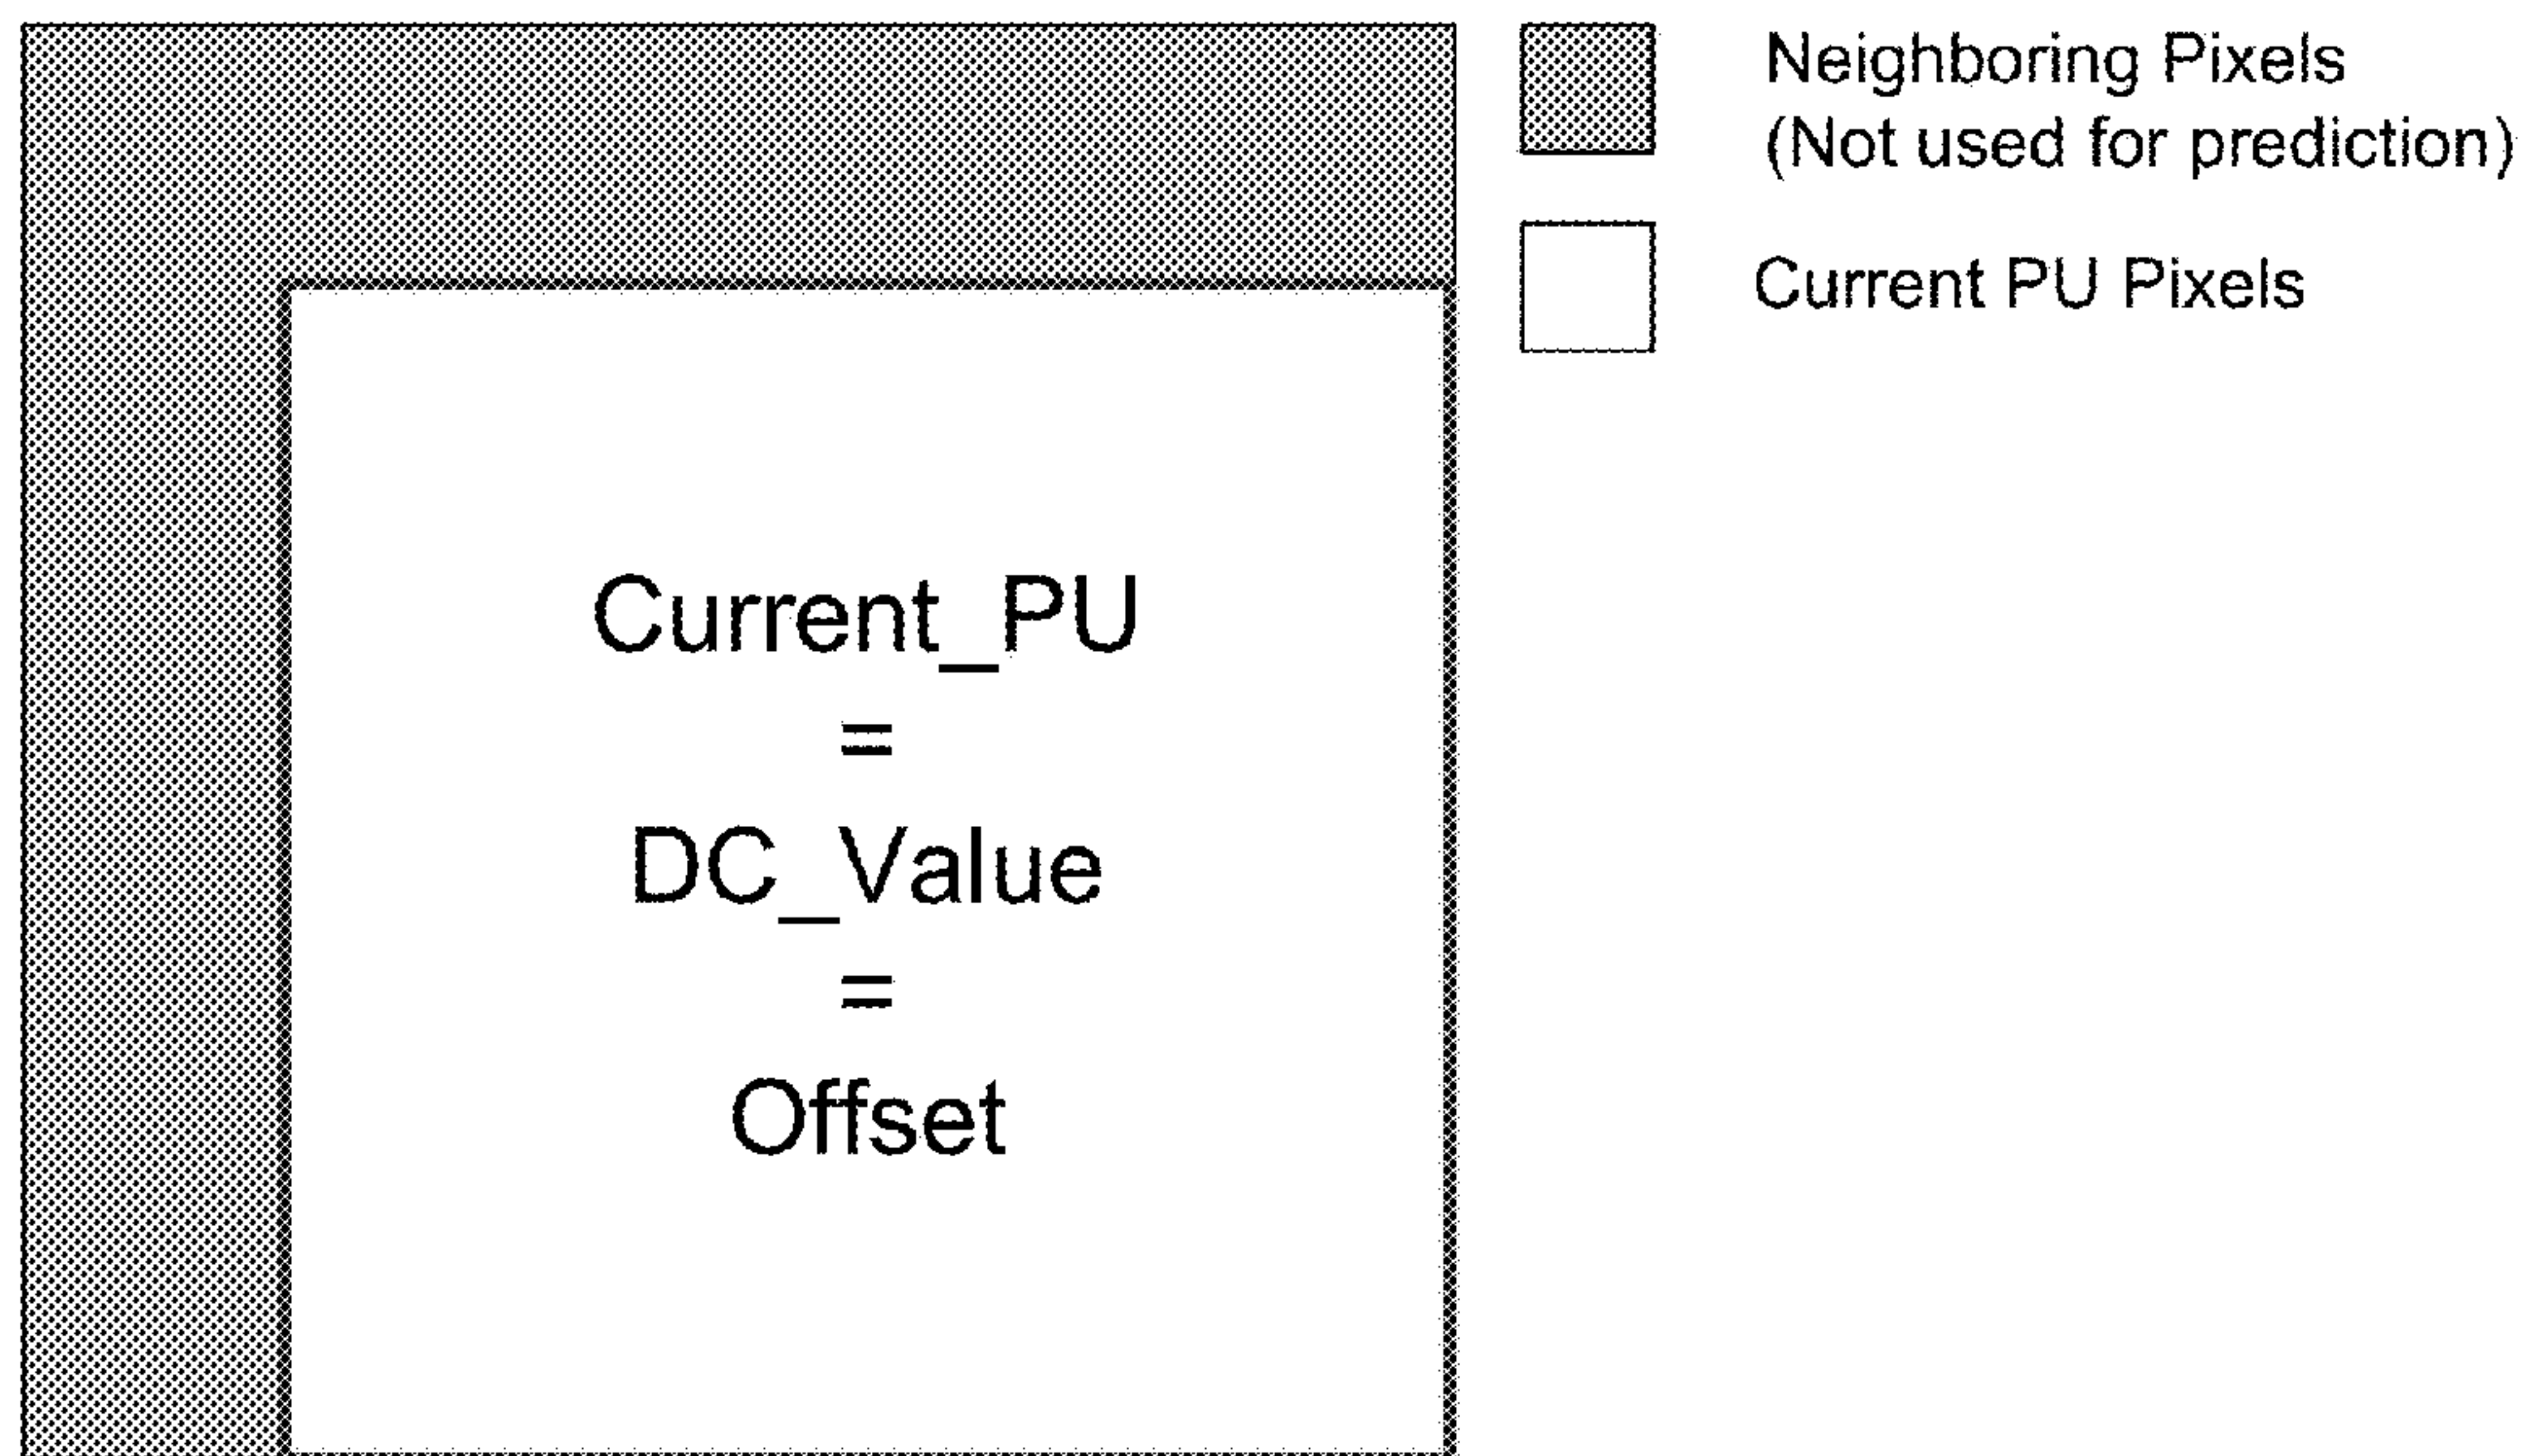 Neighboring Pixels
(Not used for prediction)
Current PU Pixels
Current_PU
=
DC_Value
=
Offset